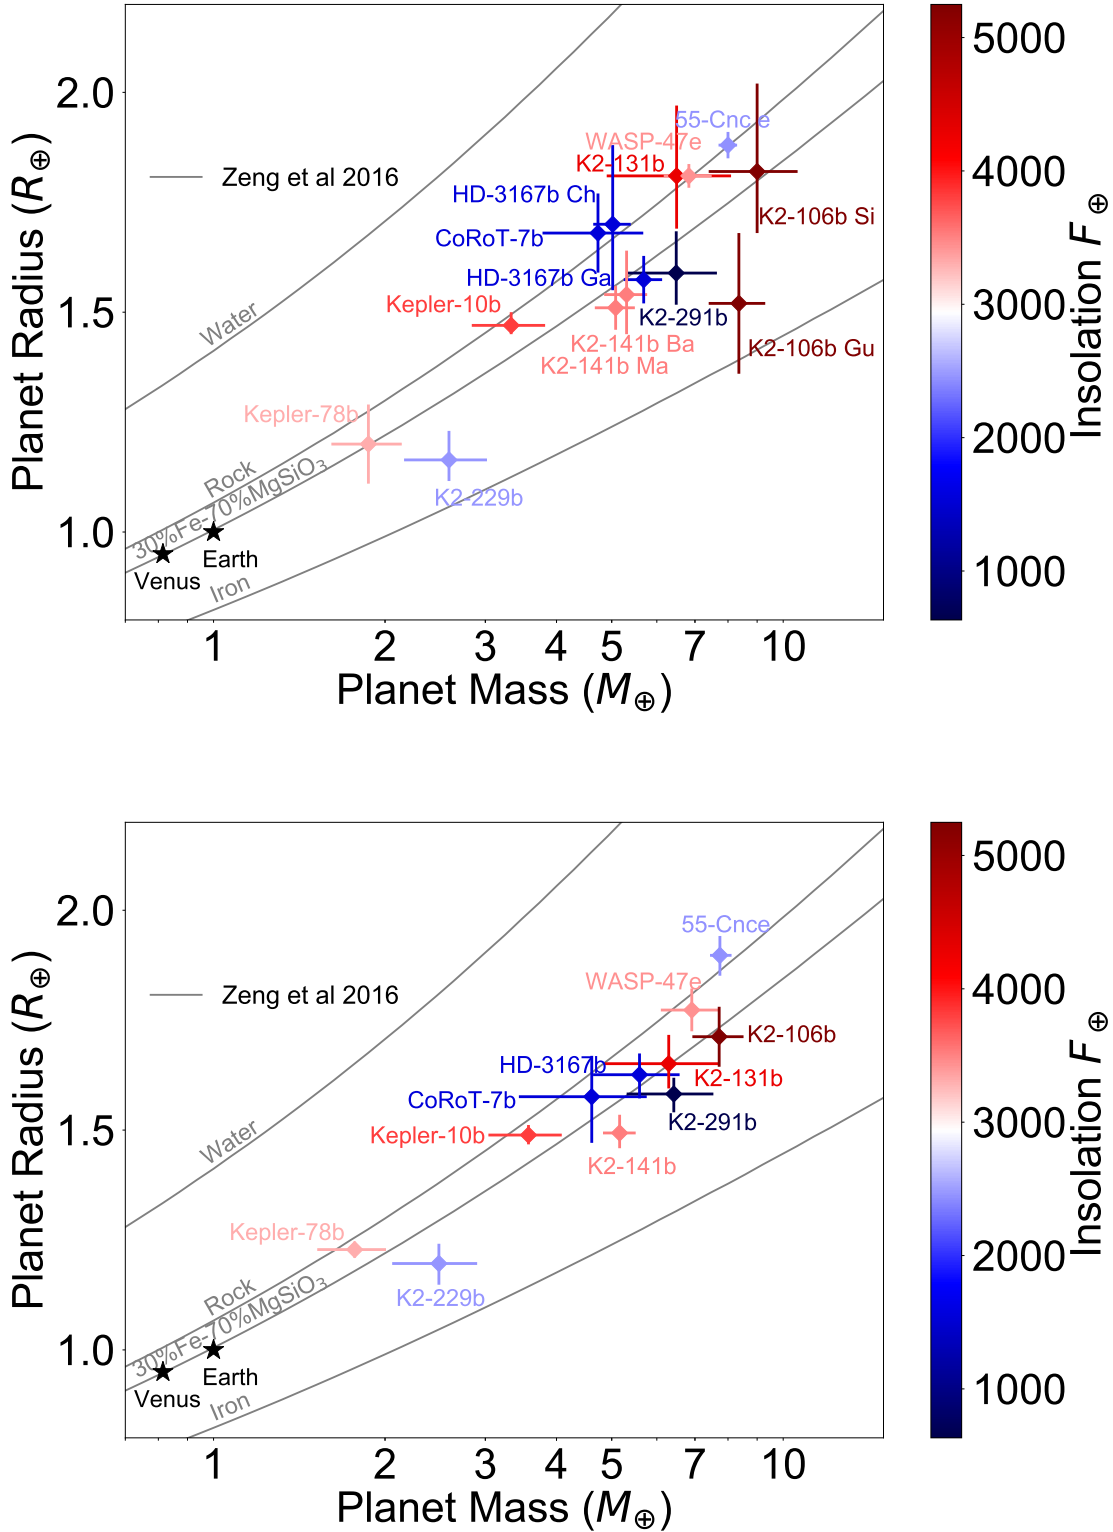 5000
2.0
55-Cnc e
WASP-47e
K2-131b
4000
Zeng et al 2016
HD-3167b Ch
K2-106b Si
CoRoT-7b
HD-3167b Ga
Kepler-10b
K2-291b
3000
Water
1.5
K2-141b Ba
K2-106b Gu
K2-141b Ma
Planet Radius (R⊕)
Insolation F⊕
Kepler-78b
2000
Rock
30%Fe-70%MgSiO₃
K2-229b
1.0
Earth
Venus
Iron
1000
1 2 3 4 5 7 10
Planet Mass (M⊕)
5000
2.0
55-Cnce
WASP-47e
4000
Zeng et al 2016
K2-106b
HD-3167b
K2-131b
CoRoT-7b
K2-291b
Kepler-10b
3000
Water
1.5
K2-141b
Planet Radius (R⊕)
Insolation F⊕
Kepler-78b
2000
Rock
30%Fe-70%MgSiO₃
K2-229b
1.0
Earth
Venus
Iron
1000
1 2 3 4 5 7 10
Planet Mass (M⊕)